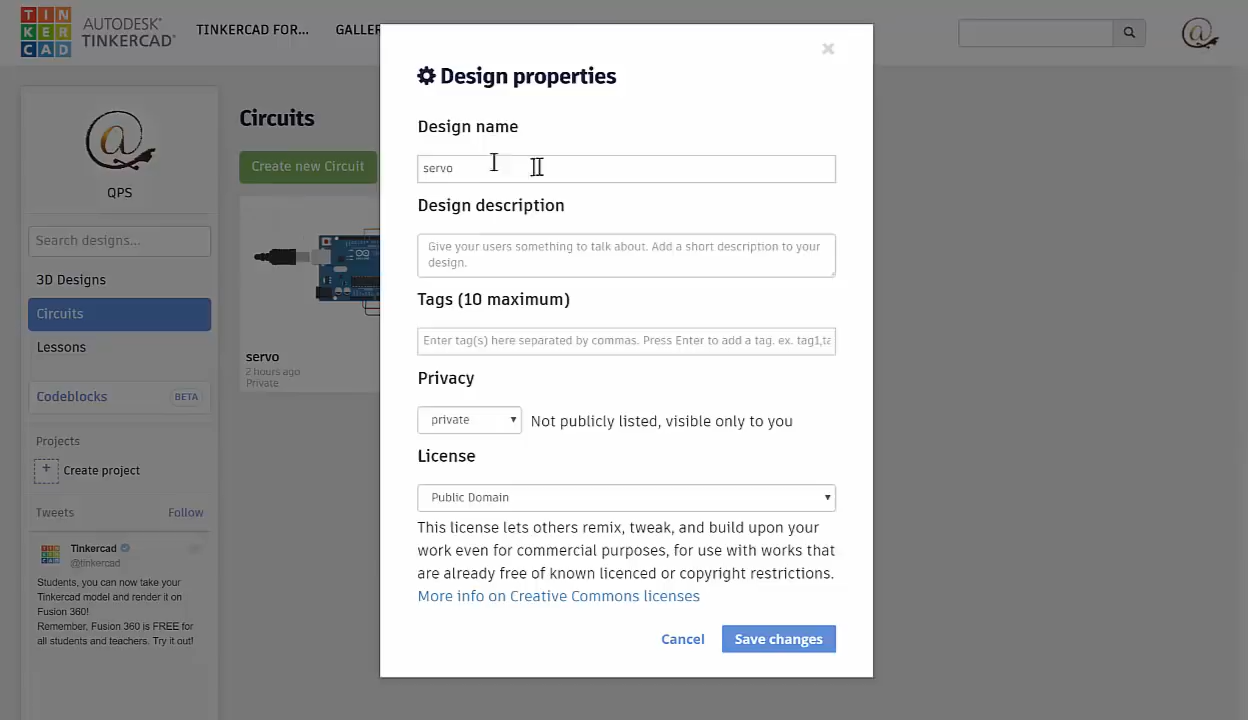 TIN
KER
CAD
AUTODESK®
TINKERCAD®
TINKERCAD FOR...
GALLER
QPS
Search designs...
3D Designs
Circuits
Lessons
Codeblocks
BETA
Projects
+ Create project
Tweets
Follow
Tinkercad
@tinkercad
Students, you can now take your
Tinkercad model and render it on
Fusion 360!
Remember, Fusion 360 is FREE for
all students and teachers. Try it out!
Circuits
Create new Circuit
servo
2 hours ago
Private
×
Design properties
Design name
servo
Design description
Give your users something to talk about. Add a short description to your
design.
Tags (10 maximum)
Enter tag(s) here separated by commas. Press Enter to add a tag. ex. tag1,ta
Privacy
private
Not publicly listed, visible only to you
License
Public Domain
This license lets others remix, tweak, and build upon your
work even for commercial purposes, for use with works that
are already free of known licenced or copyright restrictions.
More info on Creative Commons licenses
Cancel
Save changes